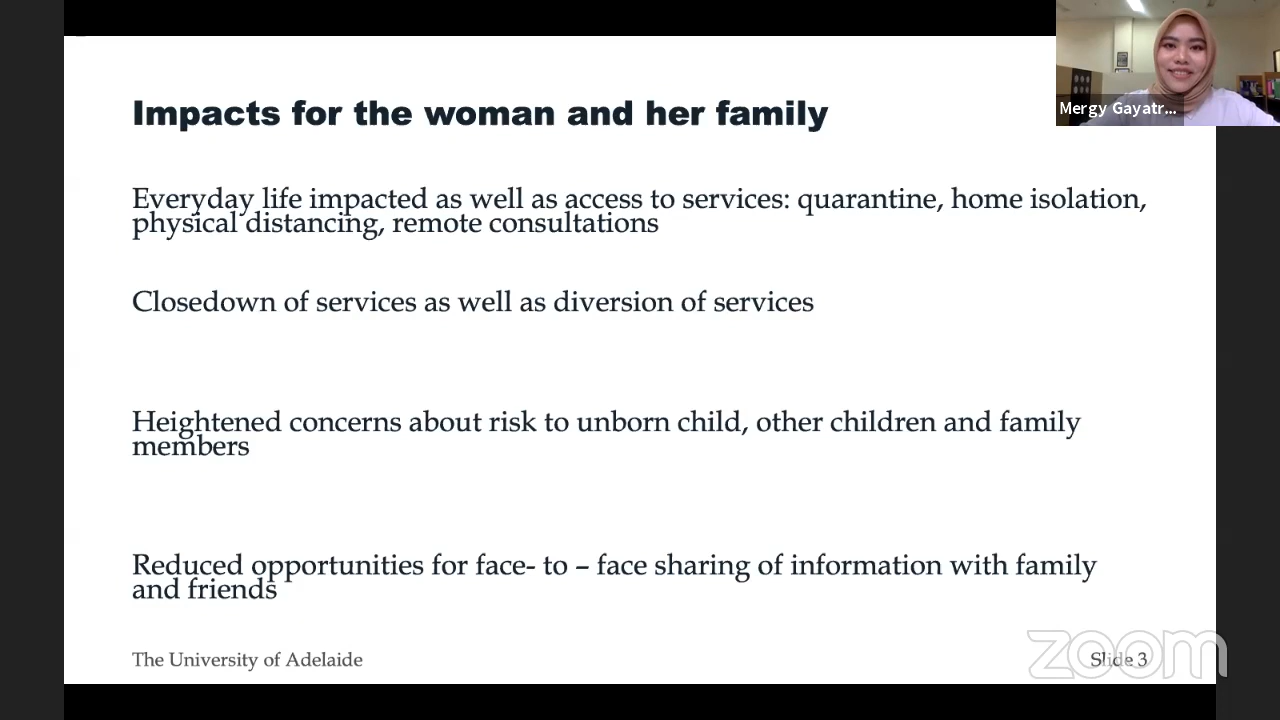 Mergy Gayatr...
Impacts for the woman and her family
Everyday life impacted as well as access to services: quarantine, home isolation,
physical distancing, remote consultations
Closedown of services as well as diversion of services
Heightened concerns about risk to unborn child, other children and family
members
Reduced opportunities for face- to – face sharing of information with family
and friends
The University of Adelaide
Slide 3
zoom